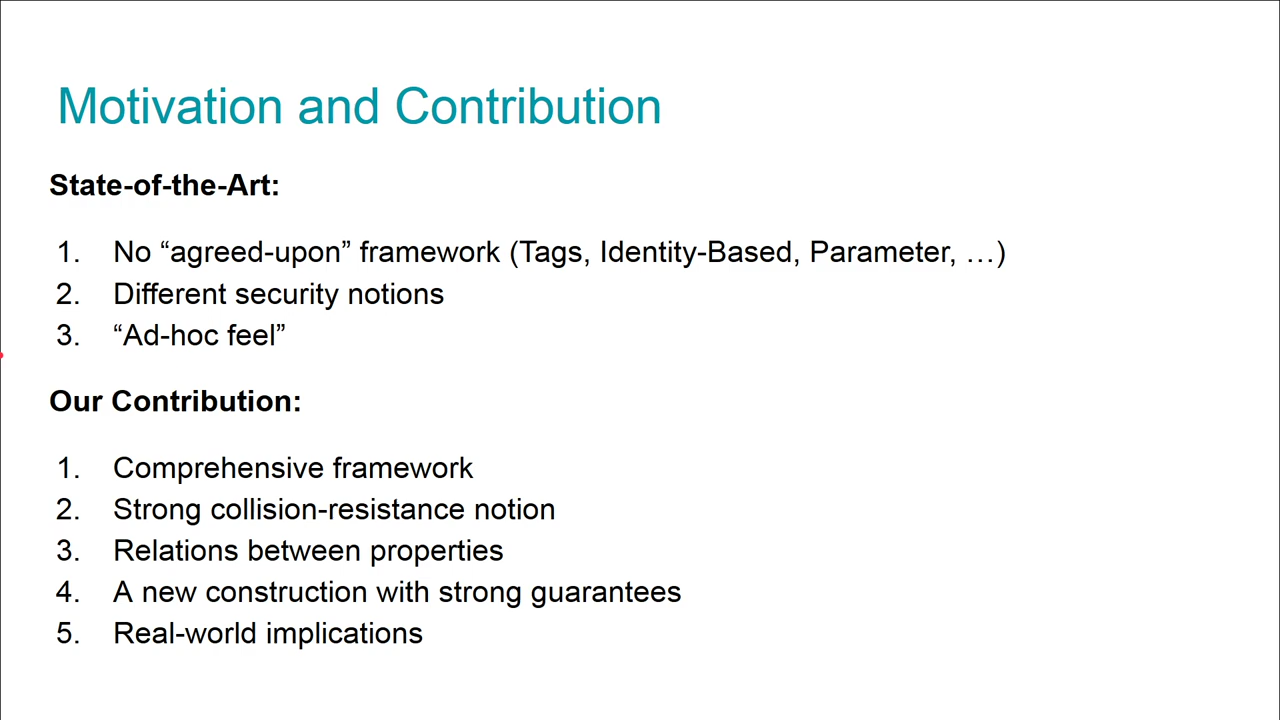 Motivation and Contribution
State-of-the-Art:
1. No “agreed-upon” framework (Tags, Identity-Based, Parameter, …)
2. Different security notions
3. “Ad-hoc feel”
Our Contribution:
1. Comprehensive framework
2. Strong collision-resistance notion
3. Relations between properties
4. A new construction with strong guarantees
5. Real-world implications